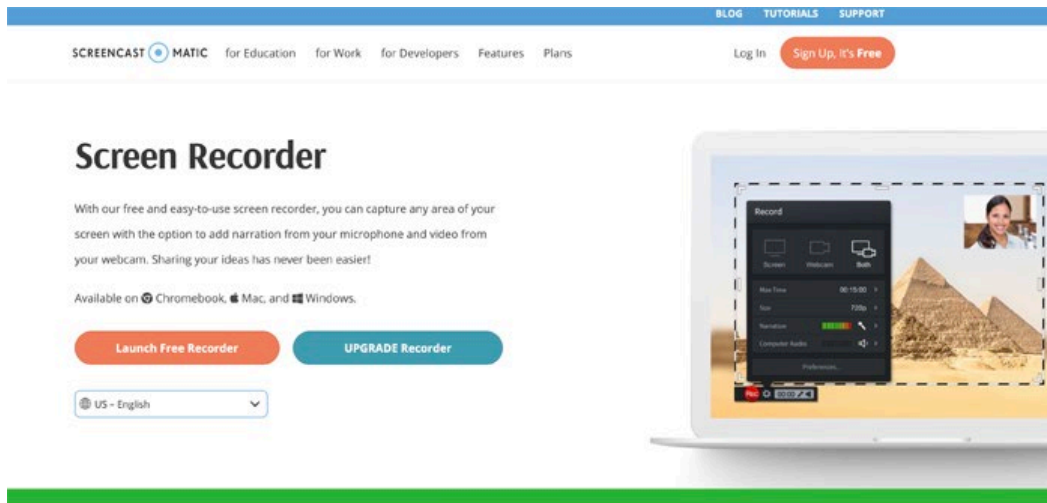 BLOG TUTORIALS SUPPORT
SCREENCAST MATIC for Education for Work for Developers Features Plans Log In Sign Up, It's Free
Screen Recorder
With our free and easy-to-use screen recorder, you can capture any area of your
screen with the option to add narration from your microphone and video from
your webcam. Sharing your ideas has never been easier!
Available on Chromebook, Mac, and Windows.
Launch Free Recorder UPGRADE Recorder
US – English
Record
Screen Webcam Both
Max Time 00:15:00
Size 720p
Narration
Computer Audio
Preferences...
Rec 00:00